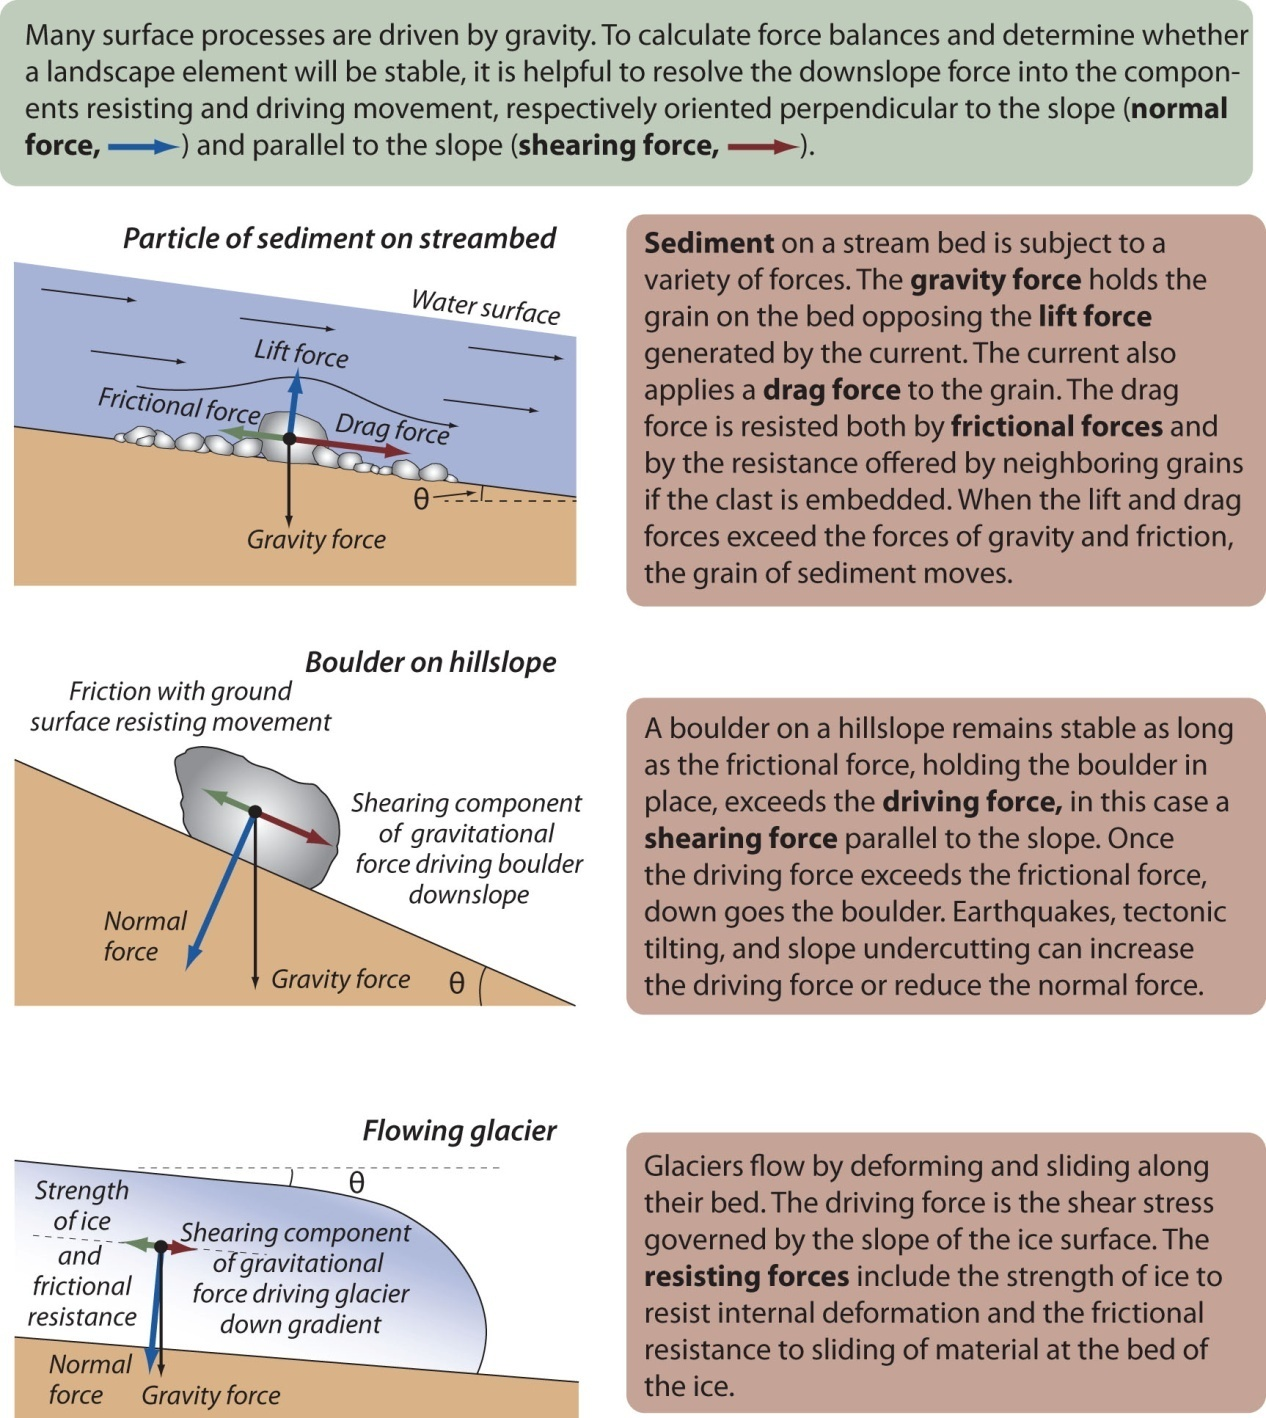 Many surface processes are driven by gravity. To calculate force balances and determine whether
a landscape element will be stable, it is helpful to resolve the downslope force into the compon-
ents resisting and driving movement, respectively oriented perpendicular to the slope (normal
force, ) and parallel to the slope (shearing force, ).
Particle of sediment on streambed
Water surface
Lift force
Frictional force
Drag force
θ
Gravity force
Sediment on a stream bed is subject to a
variety of forces. The gravity force holds the
grain on the bed opposing the lift force
generated by the current. The current also
applies a drag force to the grain. The drag
force is resisted both by frictional forces and
by the resistance offered by neighboring grains
if the clast is embedded. When the lift and drag
forces exceed the forces of gravity and friction,
the grain of sediment moves.
Boulder on hillslope
Friction with ground
surface resisting movement
Shearing component
of gravitational
force driving boulder
downslope
Normal
force
Gravity force
θ
A boulder on a hillslope remains stable as long
as the frictional force, holding the boulder in
place, exceeds the driving force, in this case a
shearing force parallel to the slope. Once
the driving force exceeds the frictional force,
down goes the boulder. Earthquakes, tectonic
tilting, and slope undercutting can increase
the driving force or reduce the normal force.
Flowing glacier
θ
Strength
of ice
and
frictional
resistance
Shearing component
of gravitational
force driving glacier
down gradient
Normal
force
Gravity force
Glaciers flow by deforming and sliding along
their bed. The driving force is the shear stress
governed by the slope of the ice surface. The
resisting forces include the strength of ice to
resist internal deformation and the frictional
resistance to sliding of material at the bed of
the ice.